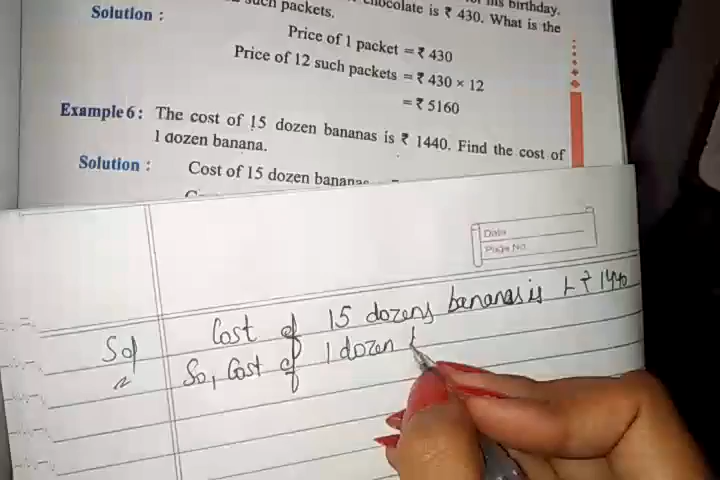 his birthday.
such packets.
chocolate is ₹ 430. What is the
Solution :
Price of 1 packet = ₹ 430
Price of 12 such packets = ₹ 430 × 12
= ₹ 5160
Example 6 : The cost of 15 dozen bananas is ₹ 1440. Find the cost of
1 dozen banana.
Solution : Cost of 15 dozen bananas
Date
Page No.
Sol Cost of 15 dozens bananas is ₹ 1440
So, Cost of 1 dozen